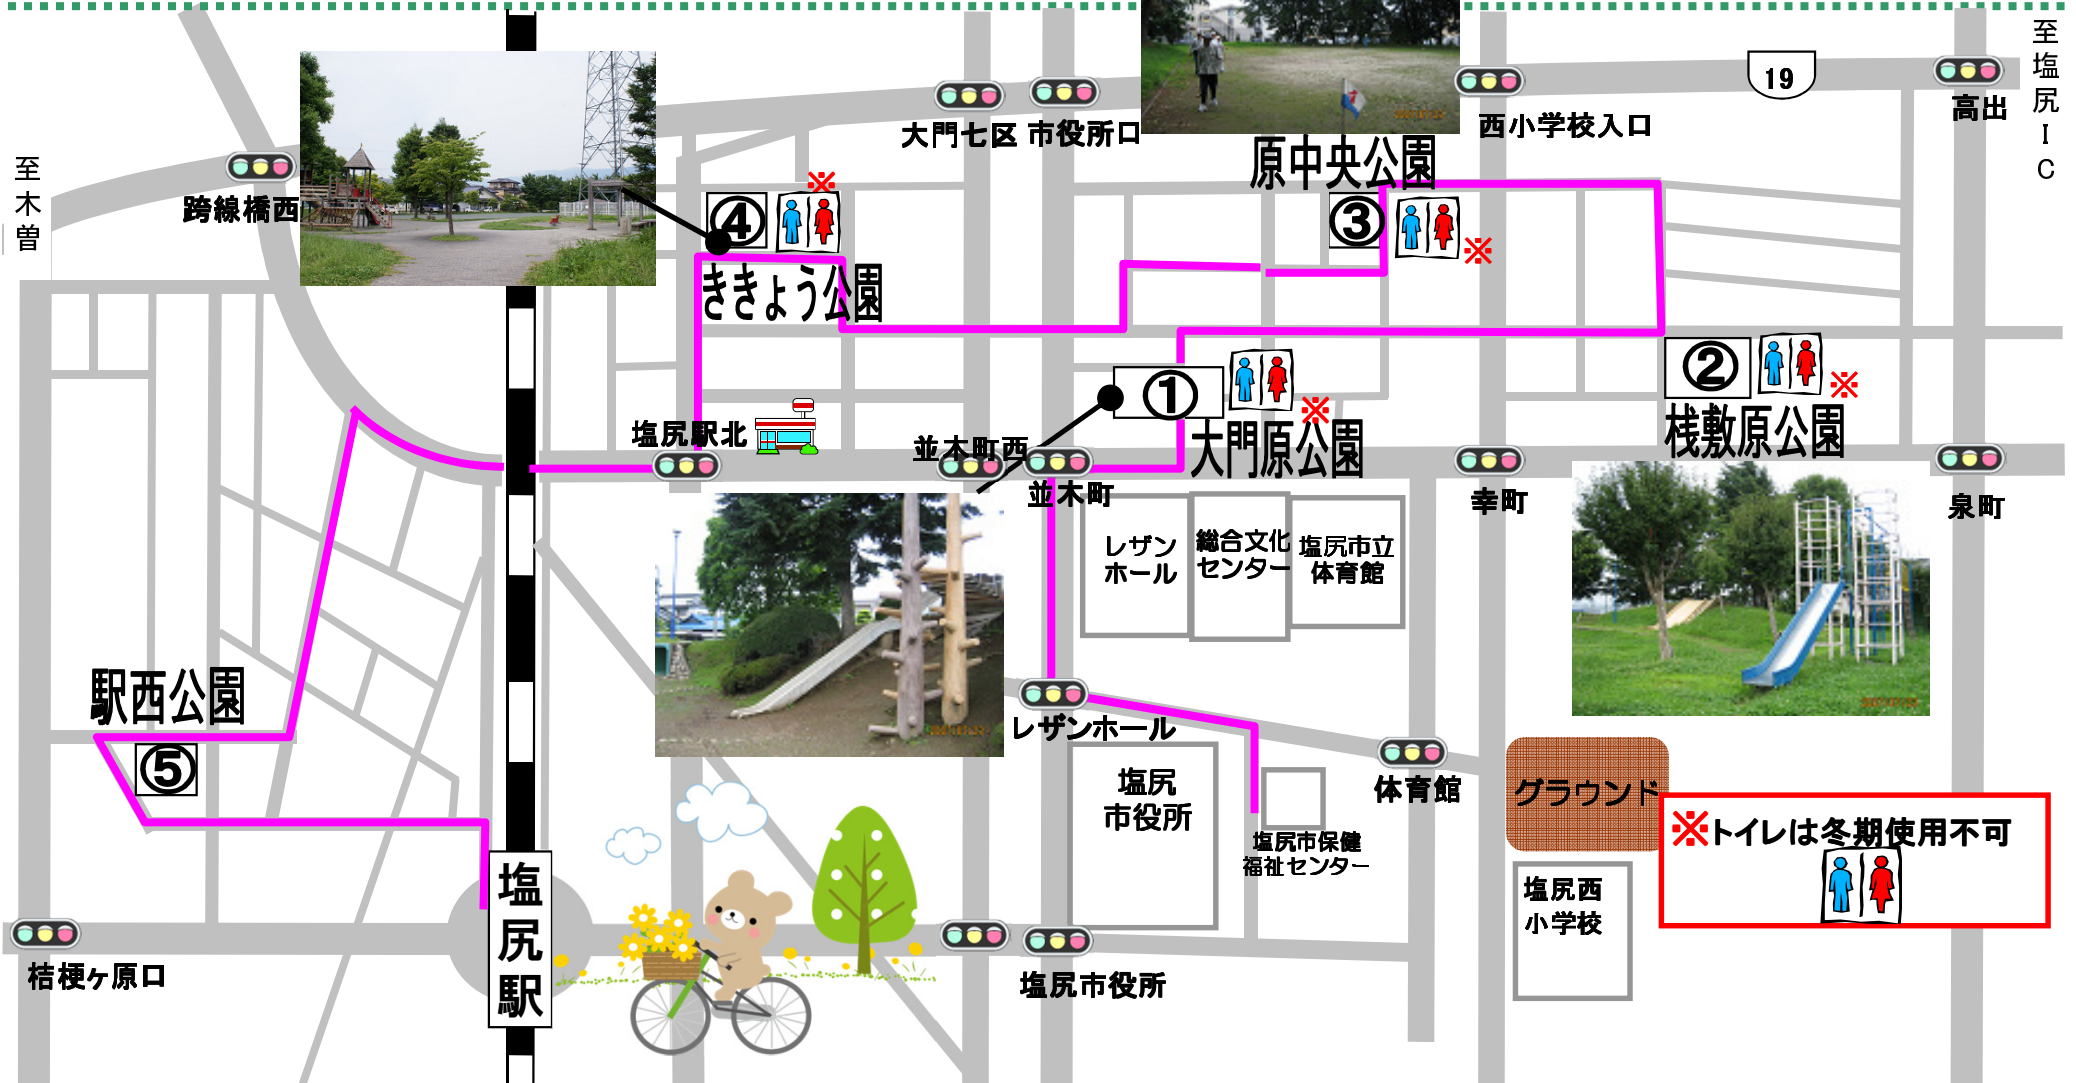 至塩尻IC
19
高出
大門七区
市役所口
西小学校入口
至木曽
跨線橋西
原中央公園
③
※
※
④
ききょう公園
①
※
大門原公園
②
※
桟敷原公園
塩尻駅北
並木町西
並木町
幸町
泉町
レザン
ホール
総合文化
センター
塩尻市立
体育館
駅西公園
⑤
レザンホール
塩尻
市役所
体育館
グラウンド
塩尻市保健
福祉センター
※トイレは冬期使用不可
塩尻西
小学校
塩尻駅
桔梗ヶ原口
塩尻市役所